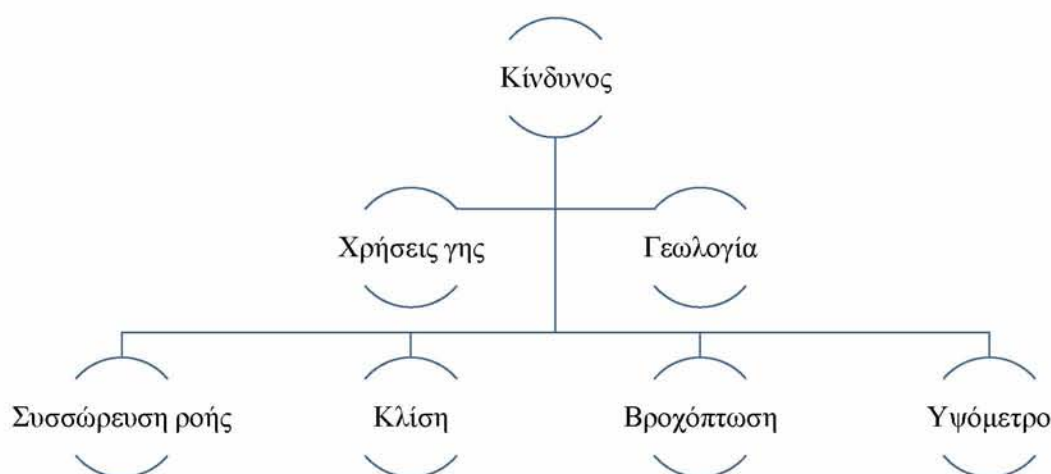 Κίνδυνος
Χρήσεις γης
Γεωλογία
Συσσώρευση ροής
Κλίση
Βροχόπτωση
Υψόμετρο